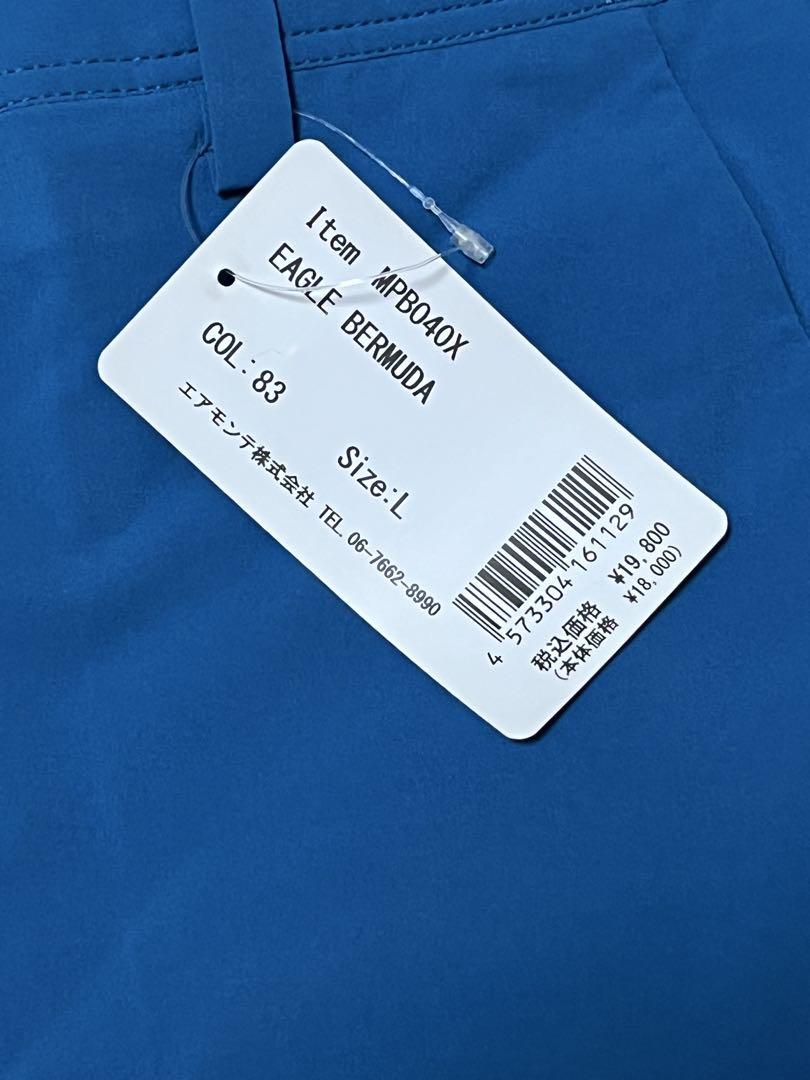 Item MPB040X
EAGLE BERMUDA
COL:83
Size:L
エアモンテ株式会社 TEL.06-7662-8990
4 573304 161129
税込価格 ¥19,800
(本体価格 ¥18,000)